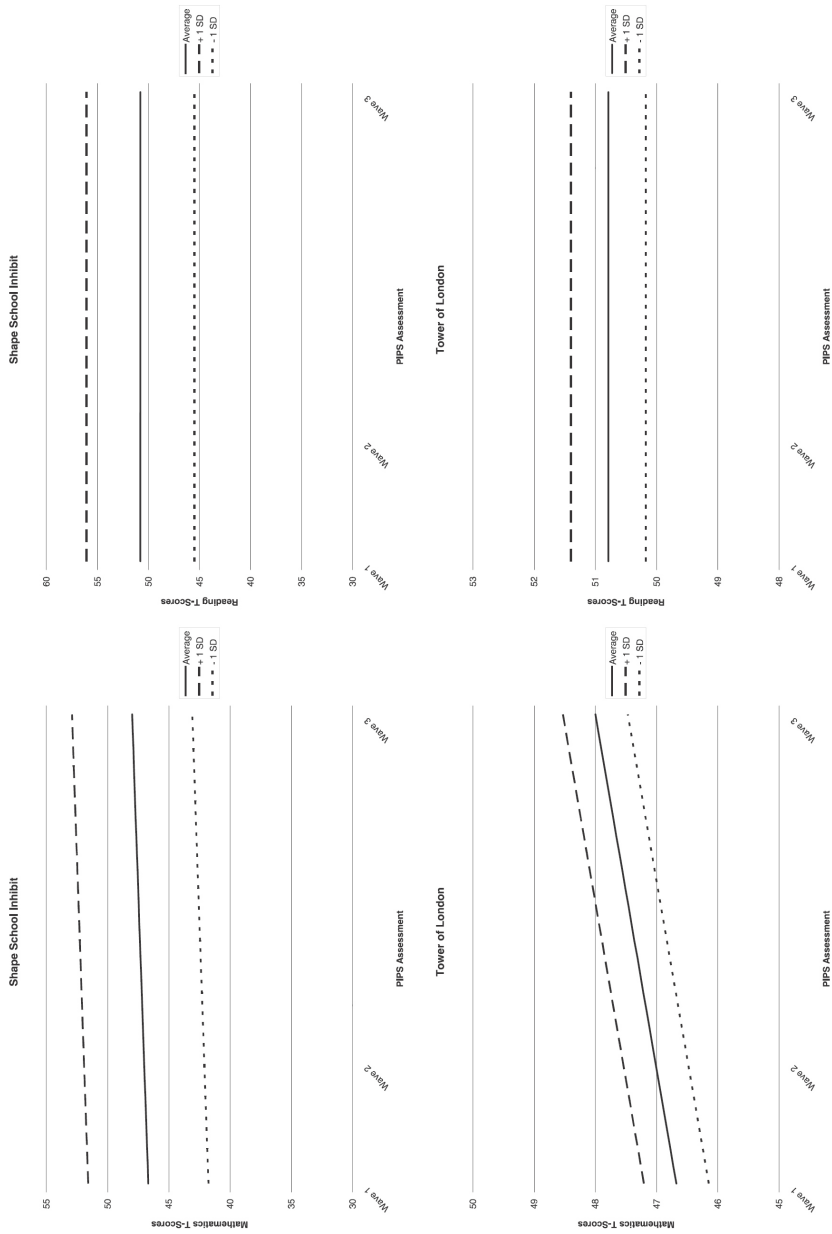 Shape School Inhibit
Mathematics T-Scores
55
50
45
40
35
30
Wave 1
Wave 2
Wave 3
PIPS Assessment
Average
+ 1 SD
- 1 SD
Shape School Inhibit
Reading T-Scores
60
55
50
45
40
35
30
Wave 1
Wave 2
Wave 3
PIPS Assessment
Average
+ 1 SD
- 1 SD
Tower of London
Mathematics T-Scores
50
49
48
47
46
45
Wave 1
Wave 2
Wave 3
PIPS Assessment
Average
+ 1 SD
- 1 SD
Tower of London
Reading T-Scores
53
52
51
50
49
48
Wave 1
Wave 2
Wave 3
PIPS Assessment
Average
+ 1 SD
- 1 SD